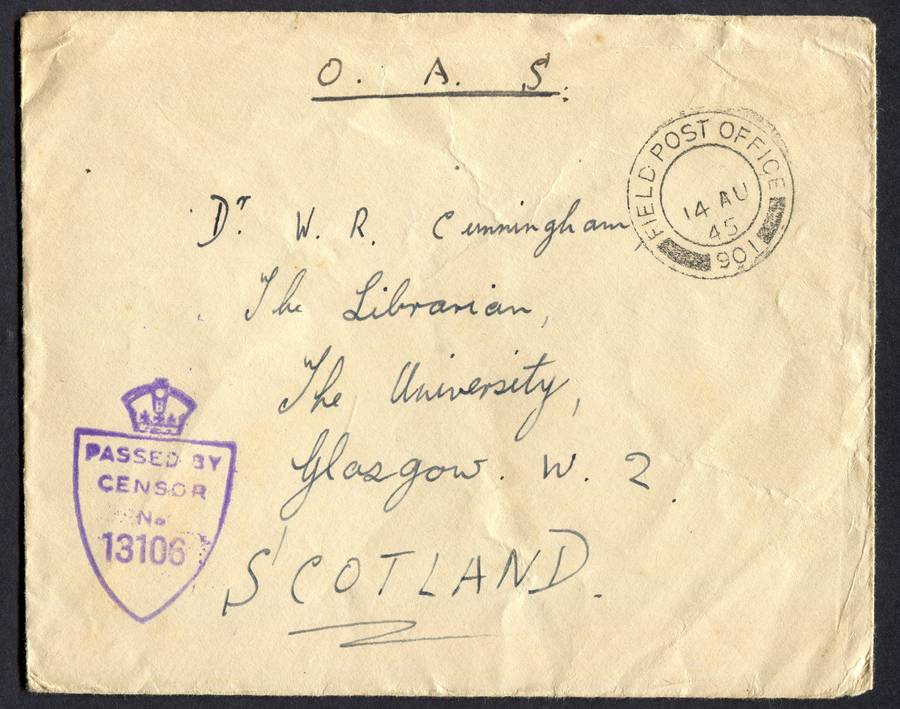 O. A. S.
FIELD POST OFFICE
14 AU
45
901
Dr. W. R. Cunningham
The Librarian,
The University,
Glasgow. W. 2.
SCOTLAND.
PASSED BY
CENSOR
No
13106